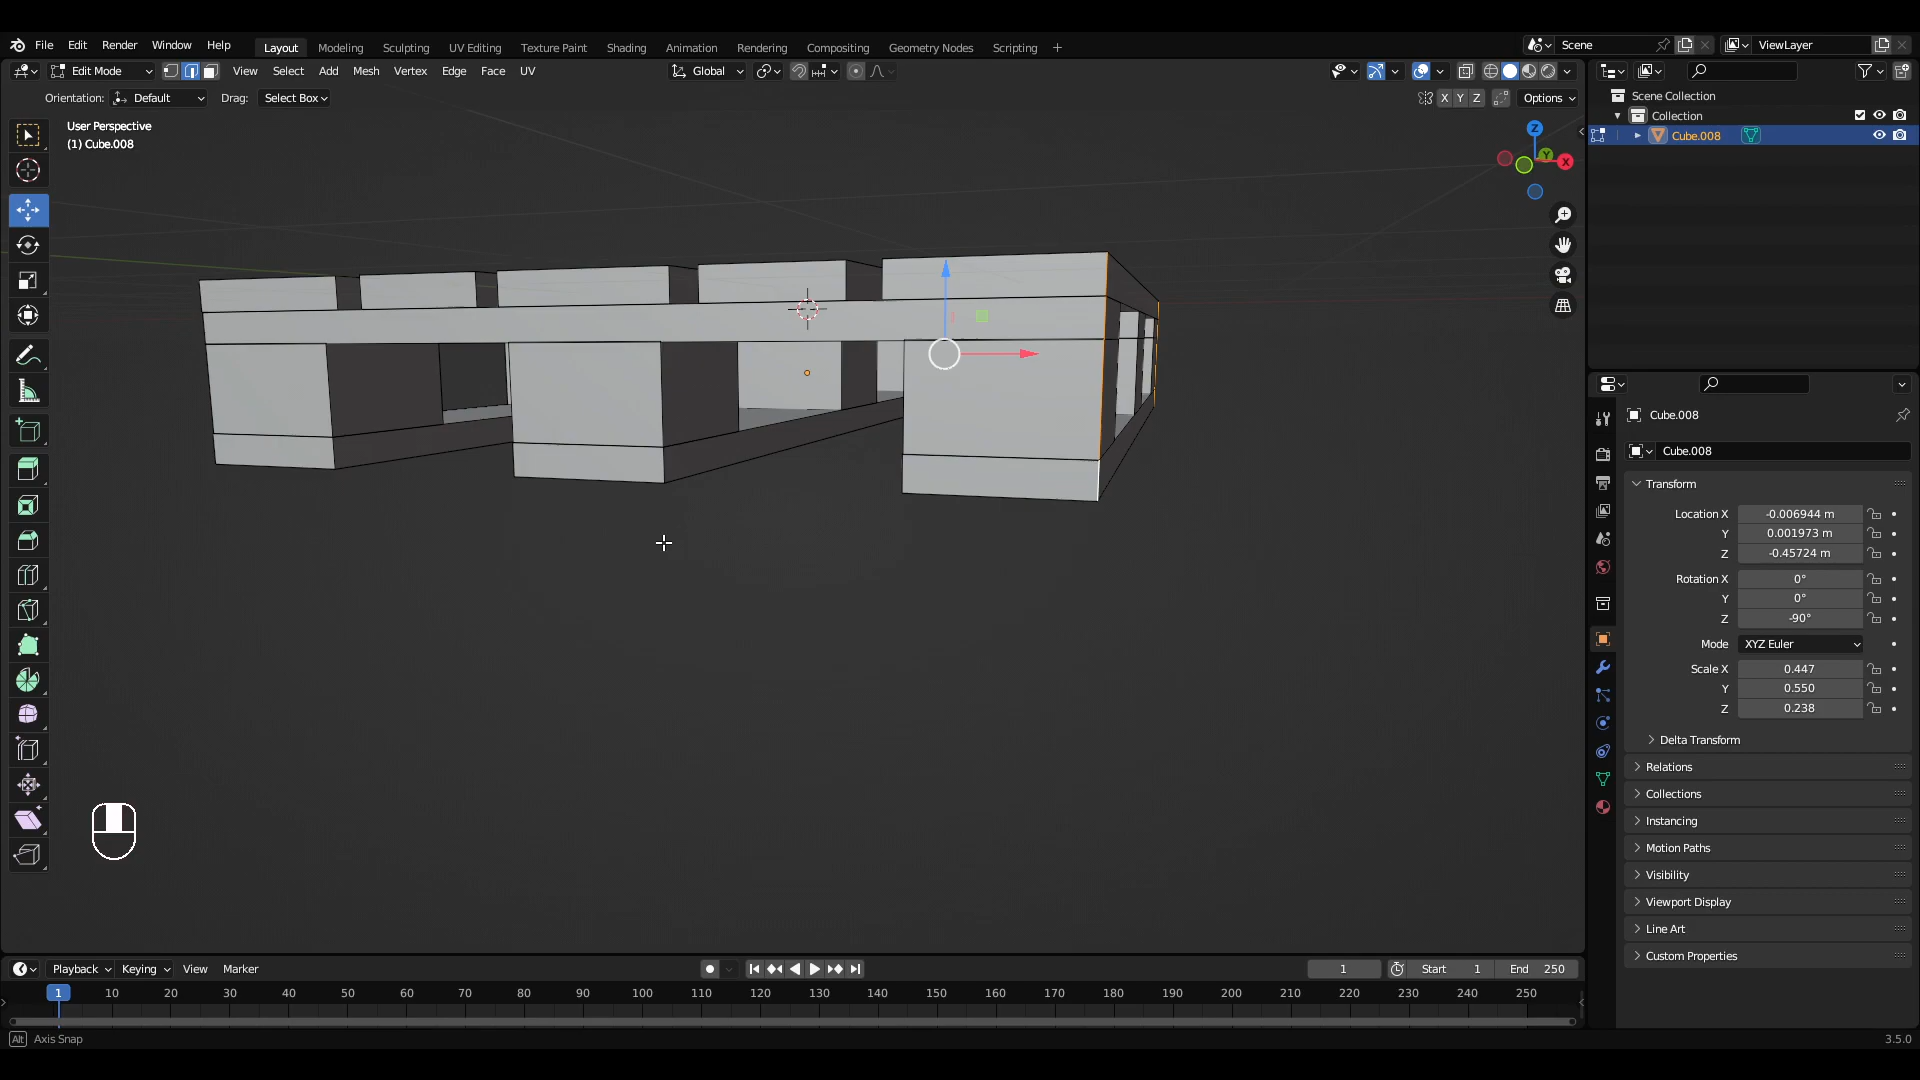 File Edit Render Window Help Layout Modeling Sculpting UV Editing Texture Paint Shading Animation Rendering Compositing Geometry Nodes Scripting + Scene ViewLayer
Edit Mode View Select Add Mesh Vertex Edge Face UV Global
Orientation: Default Drag: Select Box X Y Z Options
User Perspective
(1) Cube.008
Z
Y
X
Scene Collection
Collection
Cube.008
Cube.008
Cube.008
Transform
Location X -0.006944 m
Y 0.001973 m
Z -0.45724 m
Rotation X 0°
Y 0°
Z -90°
Mode XYZ Euler
Scale X 0.447
Y 0.550
Z 0.238
Delta Transform
Relations
Collections
Instancing
Motion Paths
Visibility
Viewport Display
Line Art
Custom Properties
Playback Keying View Marker 1 Start 1 End 250
1 10 20 30 40 50 60 70 80 90 100 110 120 130 140 150 160 170 180 190 200 210 220 230 240 250
Alt Axis Snap 3.5.0